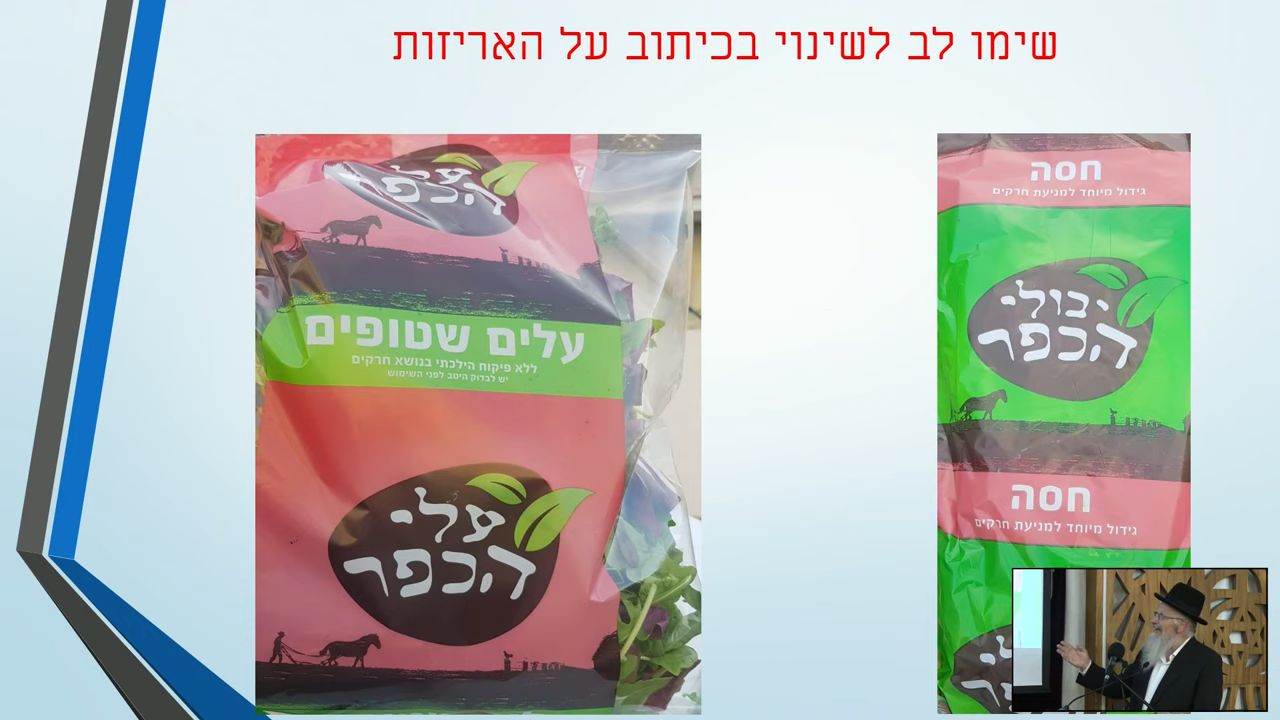 שימו לב לשינוי בכיתוב על האריזות
חסה
גידול מיוחד למניעת חרקים
יבולי
הכפר
חסה
גידול מיוחד למניעת חרקים
עלי
הכפר
עלים שטופים
ללא פיקוח הילכתי בנושא חרקים
יש לבדוק היטב לפני השימוש
עלי
הכפר